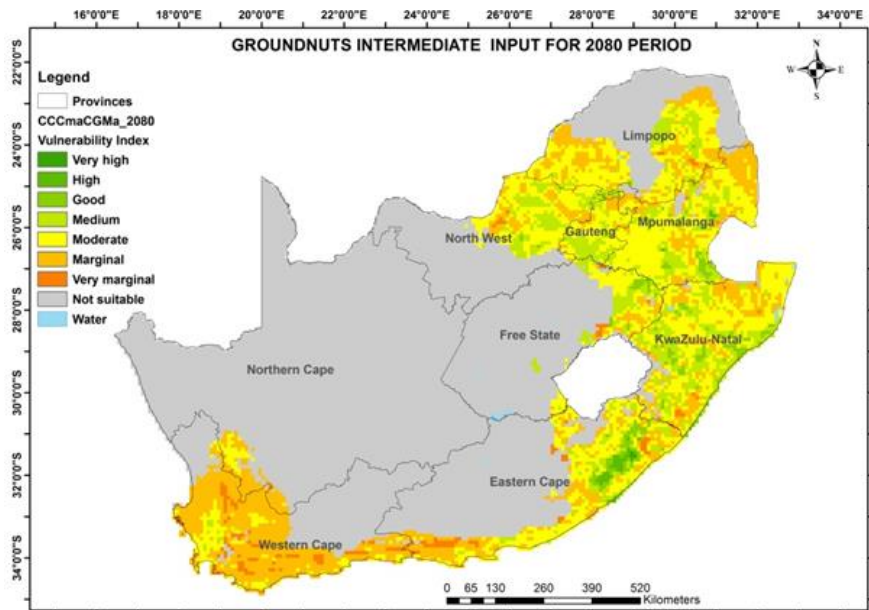 16°0'0"E 18°0'0"E 20°0'0"E 22°0'0"E 24°0'0"E 26°0'0"E 28°0'0"E 30°0'0"E 32°0'0"E 34°0'0"E
GROUNDNUTS INTERMEDIATE INPUT FOR 2080 PERIOD
N
W E
S
Legend
Provinces
CCCmaCGMa_2080
Vulnerability Index
Very high
High
Good
Medium
Moderate
Marginal
Very marginal
Not suitable
Water
22°0'0"S
24°0'0"S
26°0'0"S
28°0'0"S
30°0'0"S
32°0'0"S
34°0'0"S
Limpopo
Mpumalanga
Gauteng
North West
Free State
KwaZulu-Natal
Northern Cape
Eastern Cape
Western Cape
0 65 130 260 390 520
Kilometers